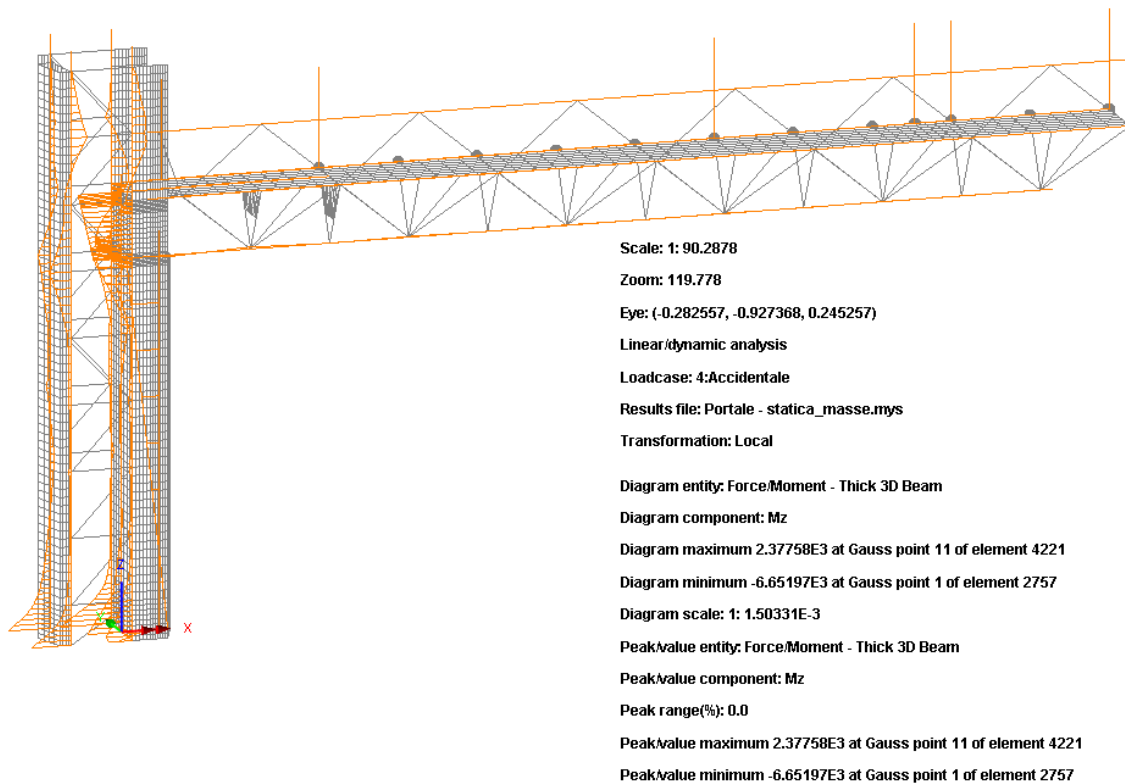 Scale: 1: 90.2878
Zoom: 119.778
Eye: (-0.282557, -0.927368, 0.245257)
Linear/dynamic analysis
Loadcase: 4:Accidentale
Results file: Portale - statica_masse.mys
Transformation: Local
Diagram entity: Force/Moment - Thick 3D Beam
Diagram component: Mz
Diagram maximum 2.37758E3 at Gauss point 11 of element 4221
Diagram minimum -6.65197E3 at Gauss point 1 of element 2757
Diagram scale: 1: 1.50331E-3
Peak/value entity: Force/Moment - Thick 3D Beam
Peak/value component: Mz
Peak range(%): 0.0
Peak/value maximum 2.37758E3 at Gauss point 11 of element 4221
Peak/value minimum -6.65197E3 at Gauss point 1 of element 2757
Z
Y
X